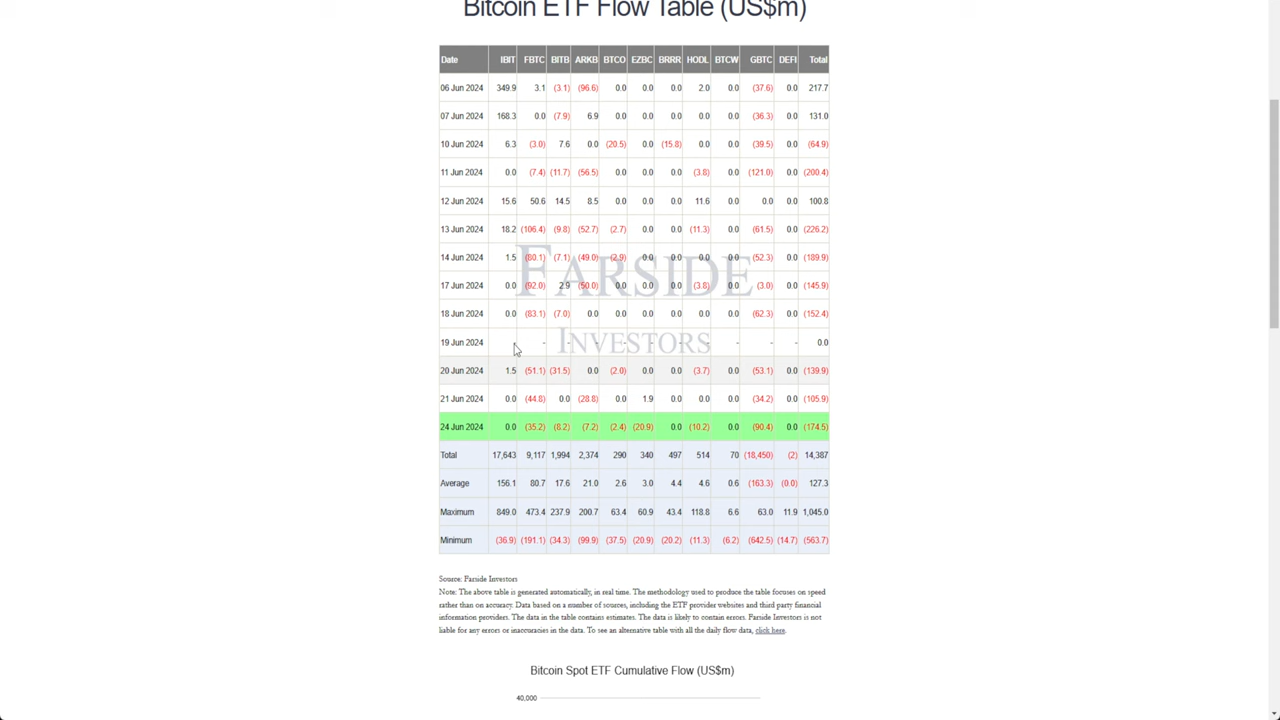 Bitcoin ETF Flow Table (US$m)
Date IBIT FBTC BITB ARKB BTCO EZBC BRRR HODL BTCW GBTC DEFI Total
06 Jun 2024 349.9 3.1 (3.1) (96.6) 0.0 0.0 0.0 2.0 0.0 (37.6) 0.0 217.7
07 Jun 2024 168.3 0.0 (7.9) 6.9 0.0 0.0 0.0 0.0 0.0 (36.3) 0.0 131.0
10 Jun 2024 6.3 (3.0) 7.6 0.0 (20.5) 0.0 (15.8) 0.0 0.0 (39.5) 0.0 (64.9)
11 Jun 2024 0.0 (7.4) (11.7) (56.5) 0.0 0.0 0.0 (3.8) 0.0 (121.0) 0.0 (200.4)
12 Jun 2024 15.6 50.6 14.5 8.5 0.0 0.0 0.0 11.6 0.0 0.0 0.0 100.8
13 Jun 2024 18.2 (106.4) (9.8) (52.7) (2.7) 0.0 0.0 (11.3) 0.0 (61.5) 0.0 (226.2)
14 Jun 2024 1.5 (80.1) (7.1) (49.0) (2.9) 0.0 0.0 0.0 0.0 (52.3) 0.0 (189.9)
FARSIDE
17 Jun 2024 0.0 (92.0) 2.9 (50.0) 0.0 0.0 0.0 (3.8) 0.0 (3.0) 0.0 (145.9)
18 Jun 2024 0.0 (83.1) (7.0) 0.0 0.0 0.0 0.0 0.0 0.0 (62.3) 0.0 (152.4)
19 Jun 2024 - - - - - - - - - - 0.0
INVESTORS
20 Jun 2024 1.5 (51.1) (31.5) 0.0 (2.0) 0.0 0.0 (3.7) 0.0 (53.1) 0.0 (139.9)
21 Jun 2024 0.0 (44.8) 0.0 (28.8) 0.0 1.9 0.0 0.0 0.0 (34.2) 0.0 (105.9)
24 Jun 2024 0.0 (35.2) (8.2) (7.2) (2.4) (20.9) 0.0 (10.2) 0.0 (90.4) 0.0 (174.5)
Total 17,643 9,117 1,994 2,374 290 340 497 514 70 (18,450) (2) 14,387
Average 156.1 80.7 17.6 21.0 2.6 3.0 4.4 4.6 0.6 (163.3) (0.0) 127.3
Maximum 849.0 473.4 237.9 200.7 63.4 60.9 43.4 118.8 6.6 63.0 11.9 1,045.0
Minimum (36.9) (191.1) (34.3) (99.9) (37.5) (20.9) (20.2) (11.3) (6.2) (642.5) (14.7) (563.7)
Source: Farside Investors
Note: The above table is generated automatically, in real time. The methodology used to produce the table focuses on speed
rather than on accuracy. Data based on a number of sources, including the ETF provider websites and third party financial
information providers. The data in the table contains estimates. The data is likely to contain errors. Farside Investors is not
liable for any errors or inaccuracies in the data. To see an alternative table with all the daily flow data, click here.
Bitcoin Spot ETF Cumulative Flow (US$m)
40,000